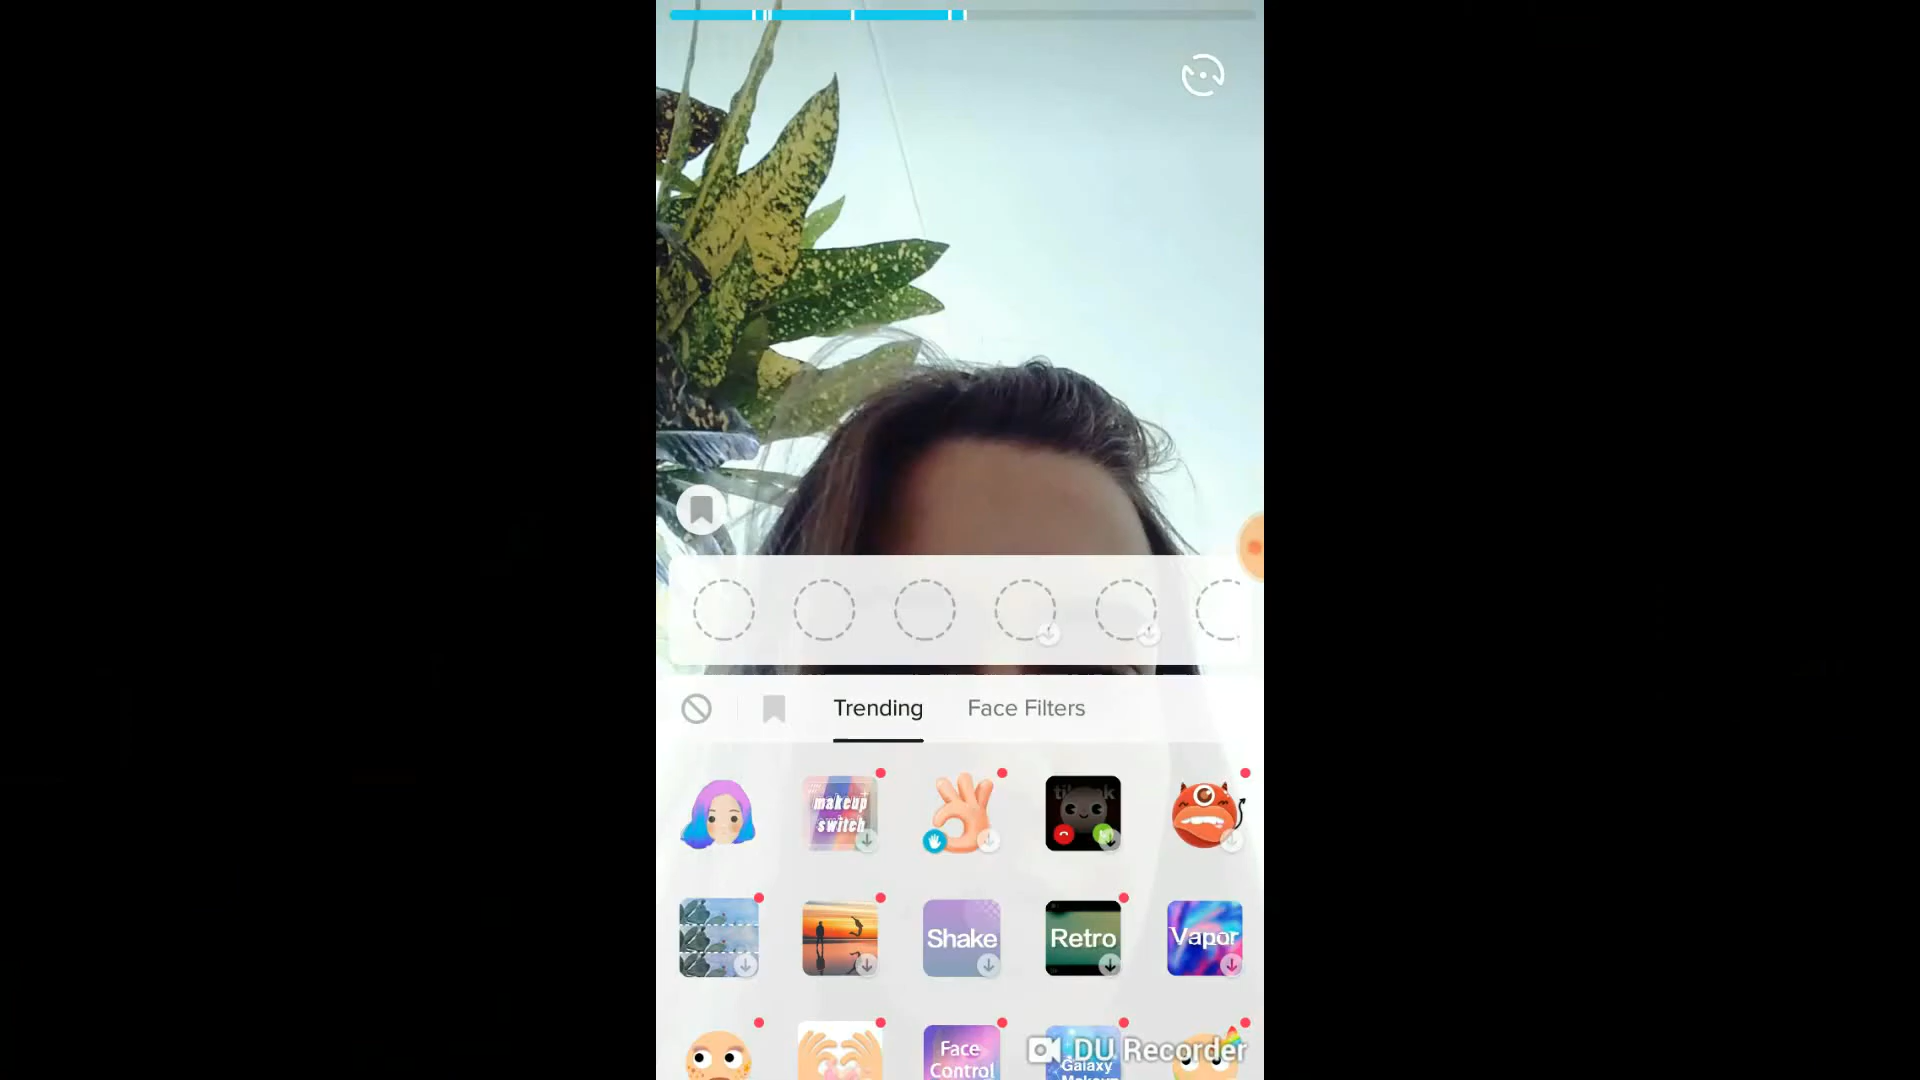 Trending
Face Filters
makeup
switch
Shake
Retro
Vapor
Face
Control
Galaxy
DU Recorder